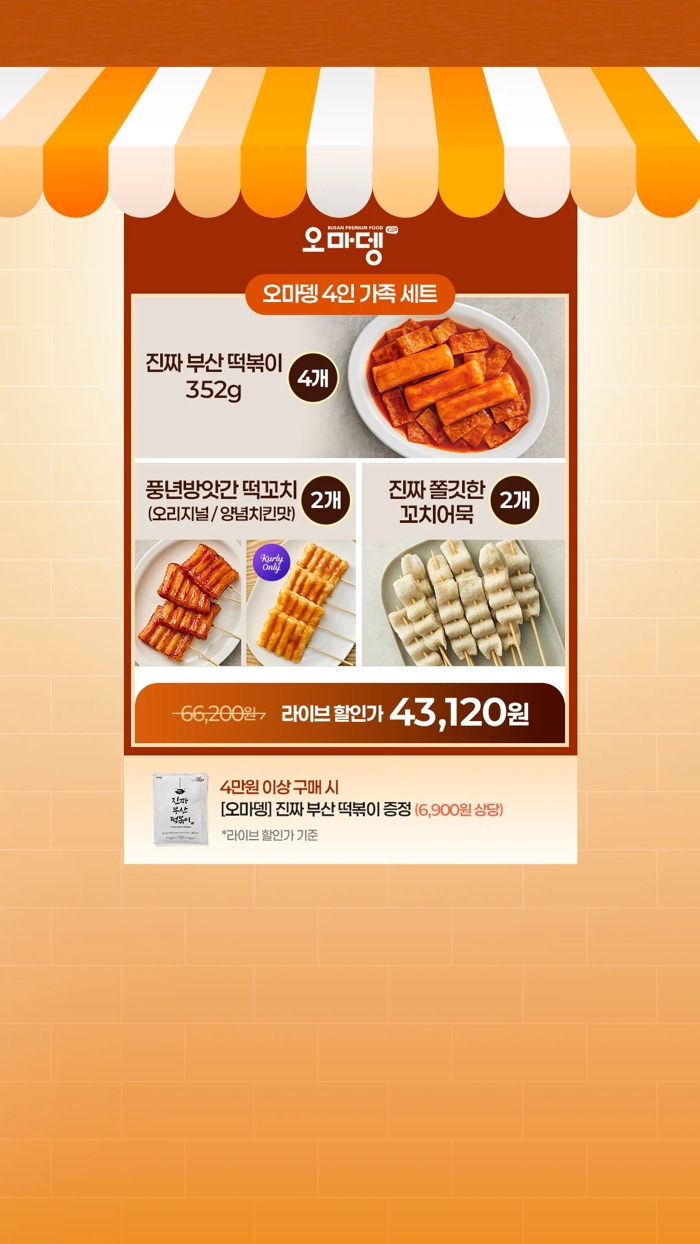 BUSAN PREMIUM FOOD
오마뎅
오마뎅 4인 가족 세트
진짜 부산 떡볶이
352g
4개
풍년방앗간 떡꼬치
(오리지널 / 양념치킨맛)
2개
진짜 쫄깃한
꼬치어묵
2개
Kurly
Only
66,200원
라이브 할인가 43,120원
진짜
부산
떡볶이
4만원 이상 구매 시
[오마뎅] 진짜 부산 떡볶이 증정 (6,900원 상당)
*라이브 할인가 기준